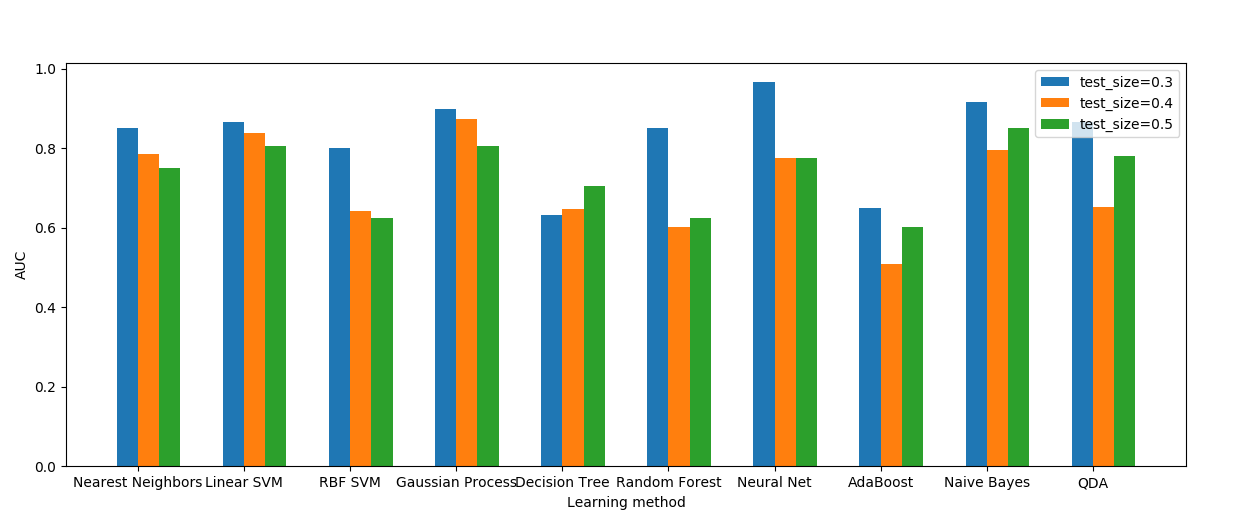 1.0
0.8
0.6
0.4
0.2
0.0
AUC
test_size=0.3
test_size=0.4
test_size=0.5
Nearest Neighbors Linear SVM RBF SVM Gaussian Process Decision Tree Random Forest Neural Net AdaBoost Naive Bayes QDA
Learning method